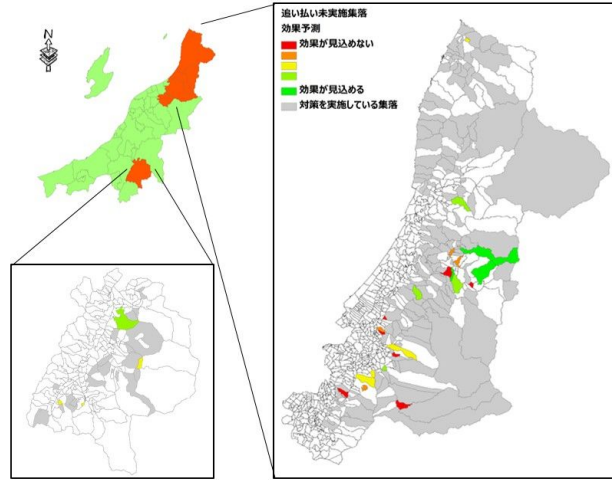 N
追い払い未実施集落
効果予測
効果が見込めない
効果が見込める
対策を実施している集落